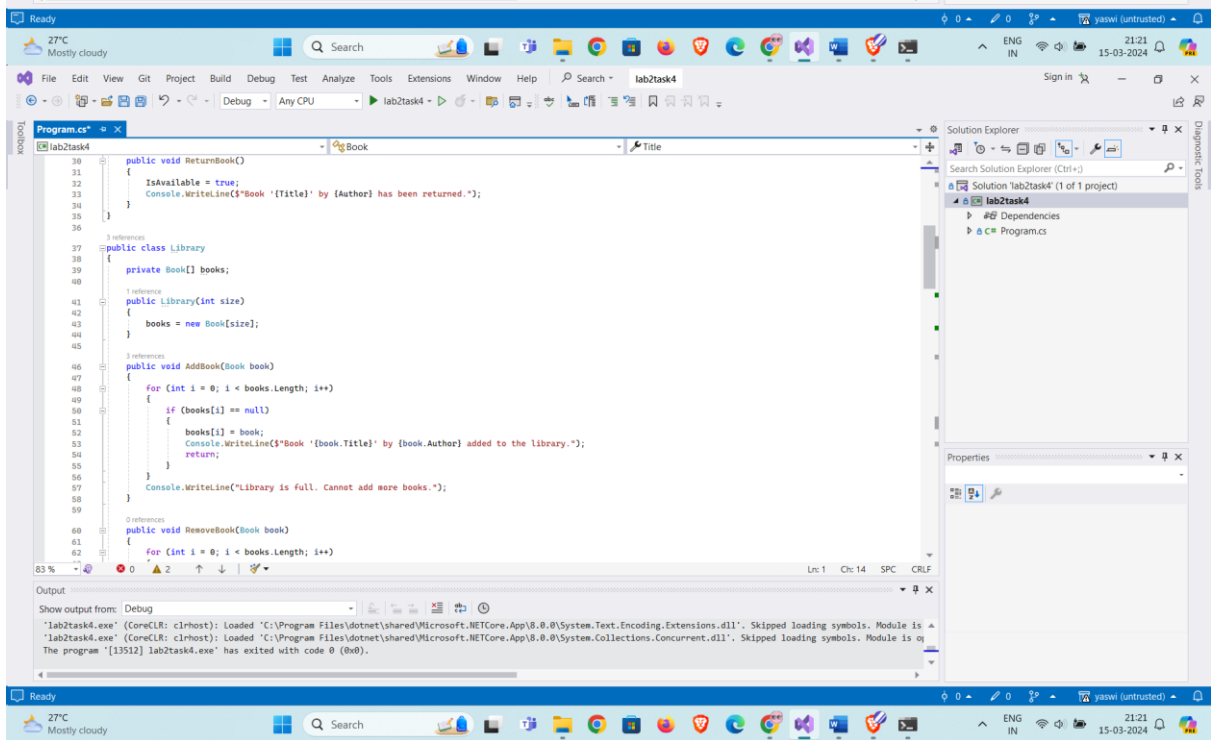 Ready
0 0 yaswi (untrusted)
27°C
Mostly cloudy
Search
ENG
IN
21:21
15-03-2024
File Edit View Git Project Build Debug Test Analyze Tools Extensions Window Help Search lab2task4 Sign in
Debug Any CPU lab2task4
Toolbox
Program.cs*
lab2task4 Book Title
30 public void ReturnBook()
31 {
32 IsAvailable = true;
33 Console.WriteLine($"Book '{Title}' by {Author} has been returned.");
34 }
35 }
36
3 references
37 public class Library
38 {
39 private Book[] books;
40
1 reference
41 public Library(int size)
42 {
43 books = new Book[size];
44 }
45
3 references
46 public void AddBook(Book book)
47 {
48 for (int i = 0; i < books.Length; i++)
49 {
50 if (books[i] == null)
51 {
52 books[i] = book;
53 Console.WriteLine($"Book '{book.Title}' by {book.Author} added to the library.");
54 return;
55 }
56 }
57 Console.WriteLine("Library is full. Cannot add more books.");
58 }
59
0 references
60 public void RemoveBook(Book book)
61 {
62 for (int i = 0; i < books.Length; i++)
83 % 0 2 Ln: 1 Ch: 14 SPC CRLF
Solution Explorer
Search Solution Explorer (Ctrl+;)
Solution 'lab2task4' (1 of 1 project)
lab2task4
Dependencies
C# Program.cs
Properties
Diagnostic Tools
Output
Show output from: Debug
'lab2task4.exe' (CoreCLR: clrhost): Loaded 'C:\Program Files\dotnet\shared\Microsoft.NETCore.App\8.0.0\System.Text.Encoding.Extensions.dll'. Skipped loading symbols. Module is
'lab2task4.exe' (CoreCLR: clrhost): Loaded 'C:\Program Files\dotnet\shared\Microsoft.NETCore.App\8.0.0\System.Collections.Concurrent.dll'. Skipped loading symbols. Module is op
The program '[13512] lab2task4.exe' has exited with code 0 (0x0).
Ready
0 0 yaswi (untrusted)
27°C
Mostly cloudy
Search
ENG
IN
21:21
15-03-2024